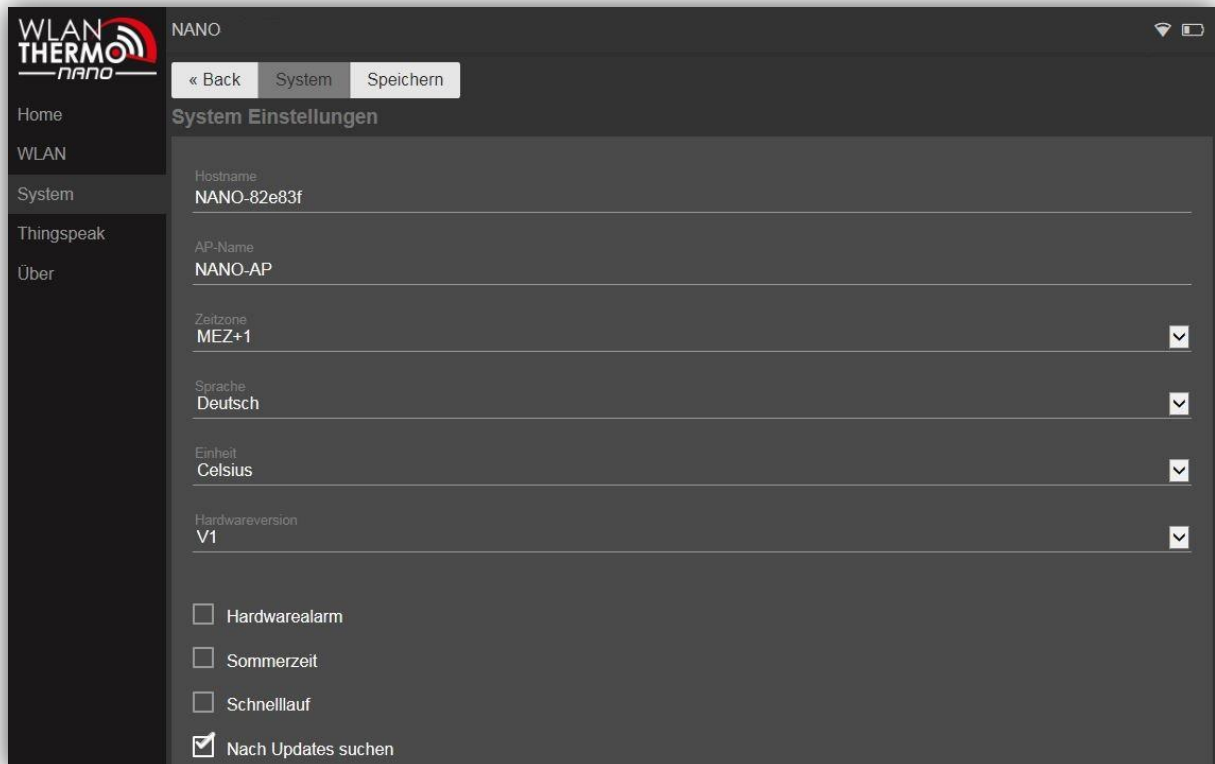 WLAN
THERMO
nano
NANO
« Back System Speichern
Home
WLAN
System
Thingspeak
Über
System Einstellungen
Hostname
NANO-82e83f
AP-Name
NANO-AP
Zeitzone
MEZ+1
Sprache
Deutsch
Einheit
Celsius
Hardwareversion
V1
Hardwarealarm
Sommerzeit
Schnelllauf
Nach Updates suchen